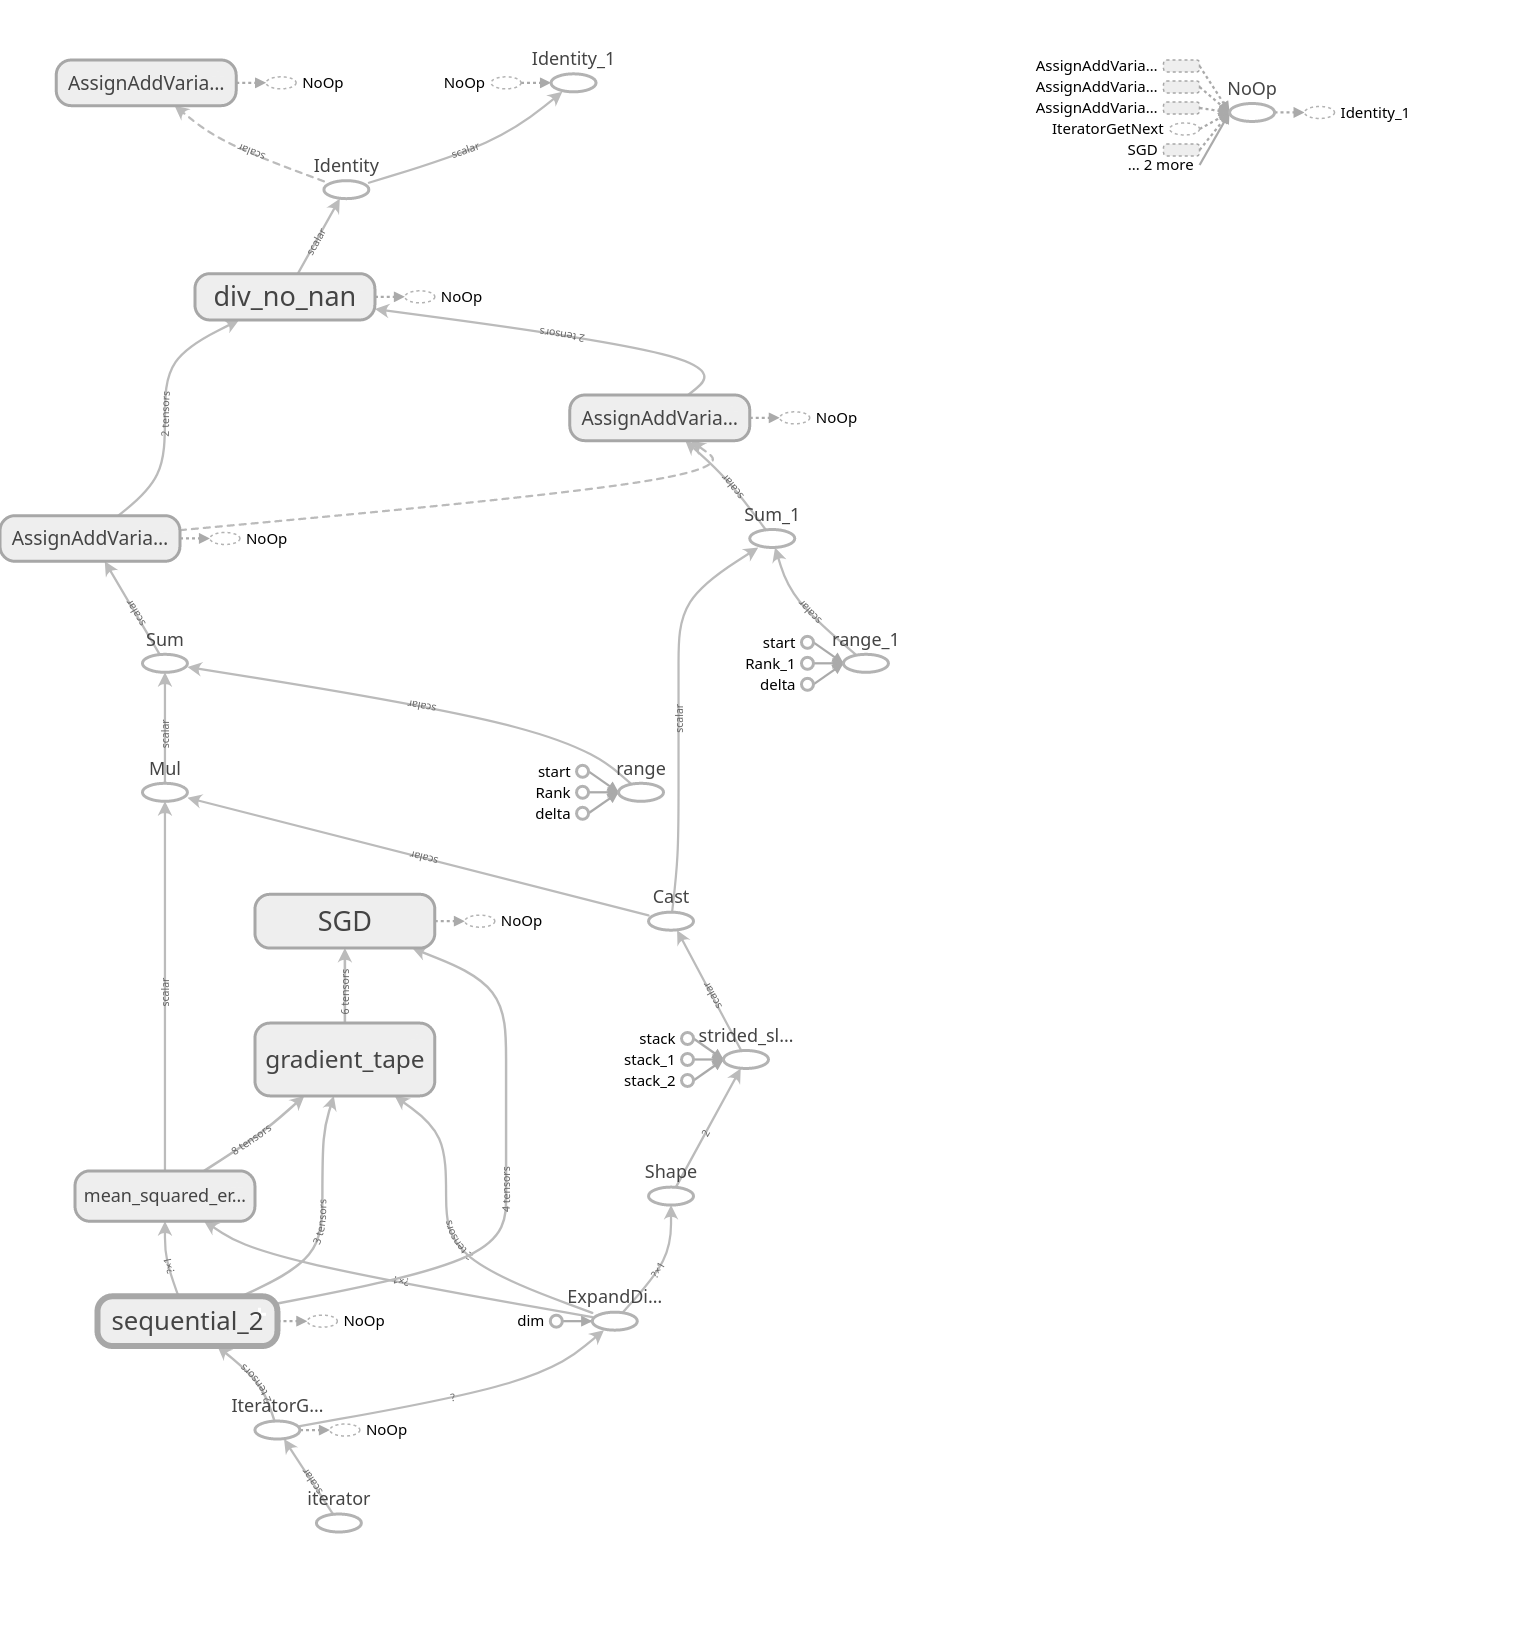 Identity_1
AssignAddVaria...
NoOp
NoOp
scalar
scalar
Identity
scalar
div_no_nan
NoOp
2 tensors
2 tensors
AssignAddVaria...
NoOp
scalar
Sum_1
AssignAddVaria...
NoOp
scalar
scalar
Sum
start
range_1
Rank_1
delta
scalar
scalar
scalar
Mul
start
range
Rank
delta
scalar
Cast
SGD
NoOp
scalar
6 tensors
scalar
stack
strided_sl...
stack_1
stack_2
gradient_tape
8 tensors
2
Shape
mean_squared_er...
4 tensors
3 tensors
tensors
?×1
?×1
?×1
ExpandDi...
sequential_2
NoOp
dim
tensors
?
IteratorG...
NoOp
scalar
iterator
AssignAddVaria...
AssignAddVaria...
AssignAddVaria...
IteratorGetNext
SGD
... 2 more
NoOp
Identity_1